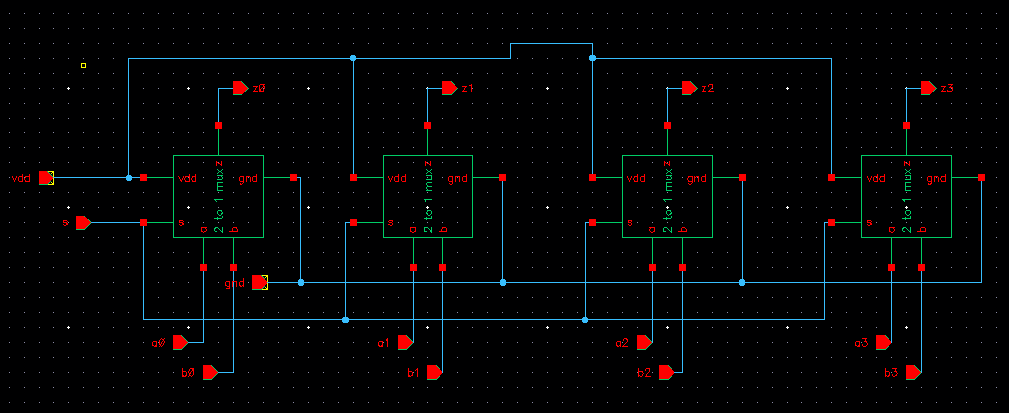 z0 z1 z2 z3
vdd
vdd gnd z 2 to 1 mux s a b
vdd gnd z 2 to 1 mux s a b
vdd gnd z 2 to 1 mux s a b
vdd gnd z 2 to 1 mux s a b
s
gnd
a0 a1 a2 a3
b0 b1 b2 b3